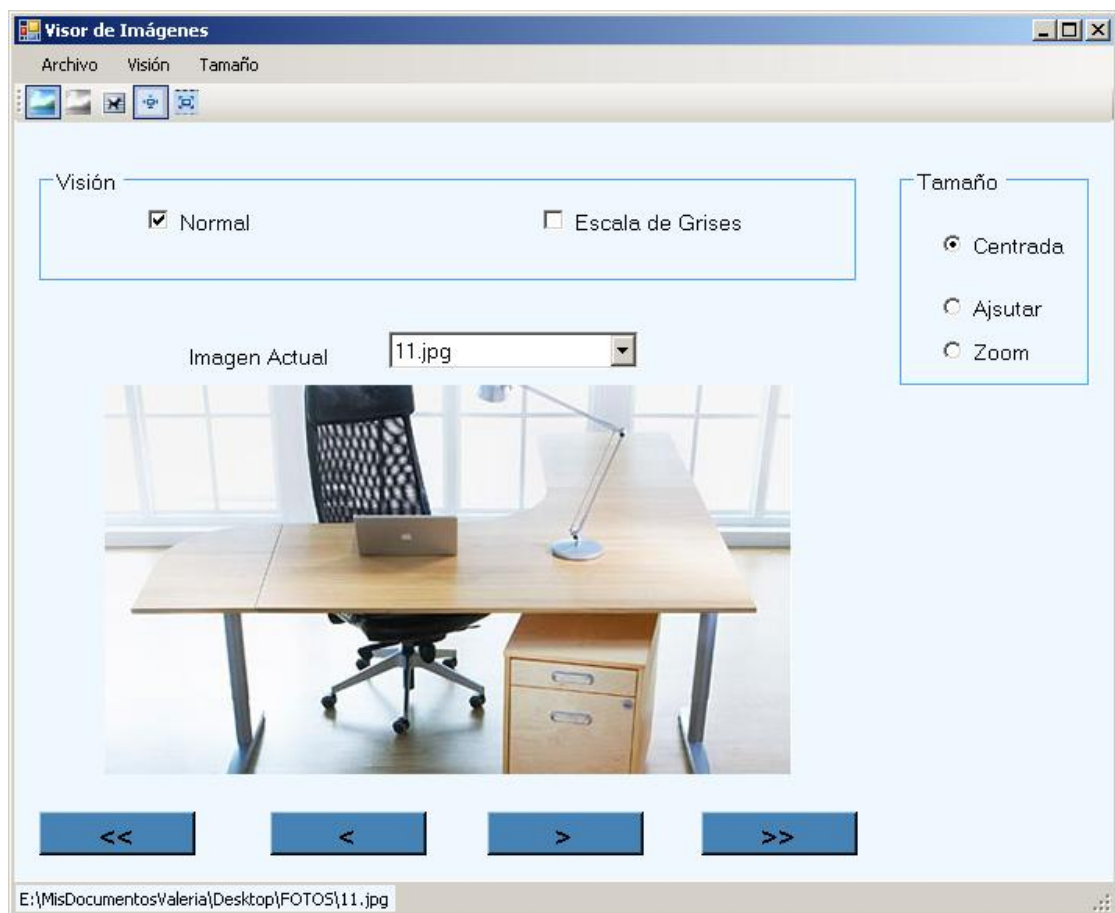 Visor de Imágenes
Archivo Visión Tamaño
Visión
Normal Escala de Grises
Tamaño
Centrada
Ajsutar
Zoom
Imagen Actual 11.jpg
<< < > >>
E:\MisDocumentosValeria\Desktop\FOTOS\11.jpg